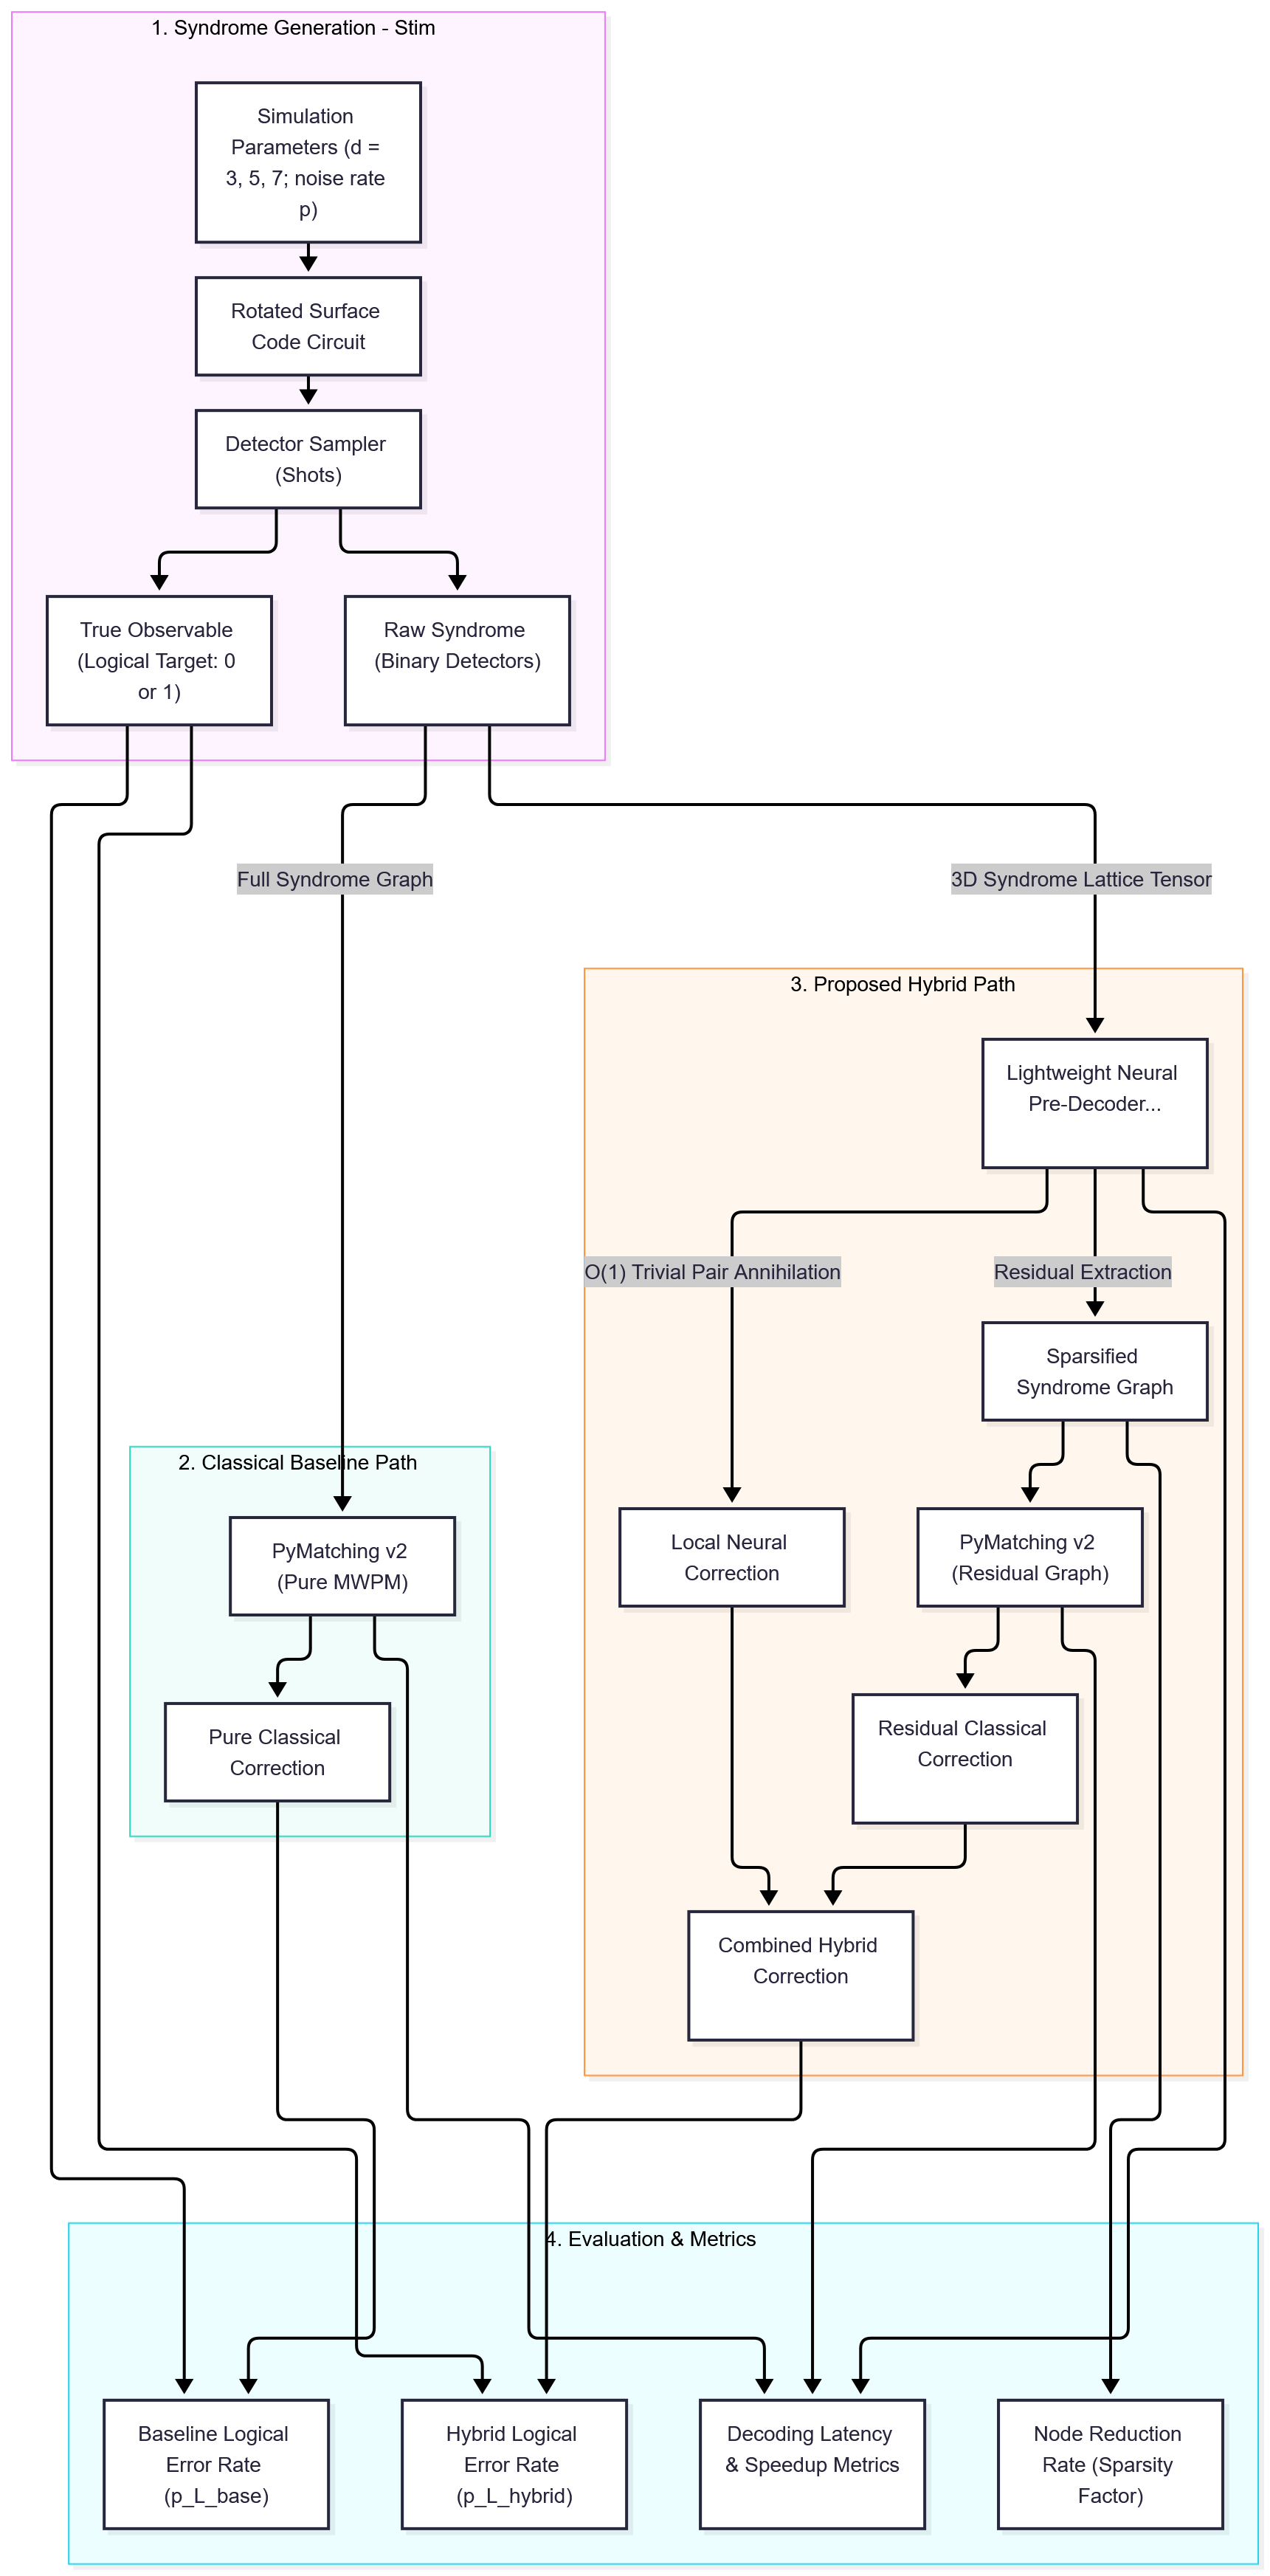 1. Syndrome Generation - Stim
Simulation
Parameters (d =
3, 5, 7; noise rate
p)
Rotated Surface
Code Circuit
Detector Sampler
(Shots)
True Observable
(Logical Target: 0
or 1)
Raw Syndrome
(Binary Detectors)
Full Syndrome Graph
3D Syndrome Lattice Tensor
3. Proposed Hybrid Path
Lightweight Neural
Pre-Decoder...
O(1) Trivial Pair Annihilation
Residual Extraction
Sparsified
Syndrome Graph
2. Classical Baseline Path
PyMatching v2
(Pure MWPM)
Local Neural
Correction
PyMatching v2
(Residual Graph)
Pure Classical
Correction
Residual Classical
Correction
Combined Hybrid
Correction
4. Evaluation & Metrics
Baseline Logical
Error Rate
(p_L_base)
Hybrid Logical
Error Rate
(p_L_hybrid)
Decoding Latency
& Speedup Metrics
Node Reduction
Rate (Sparsity
Factor)